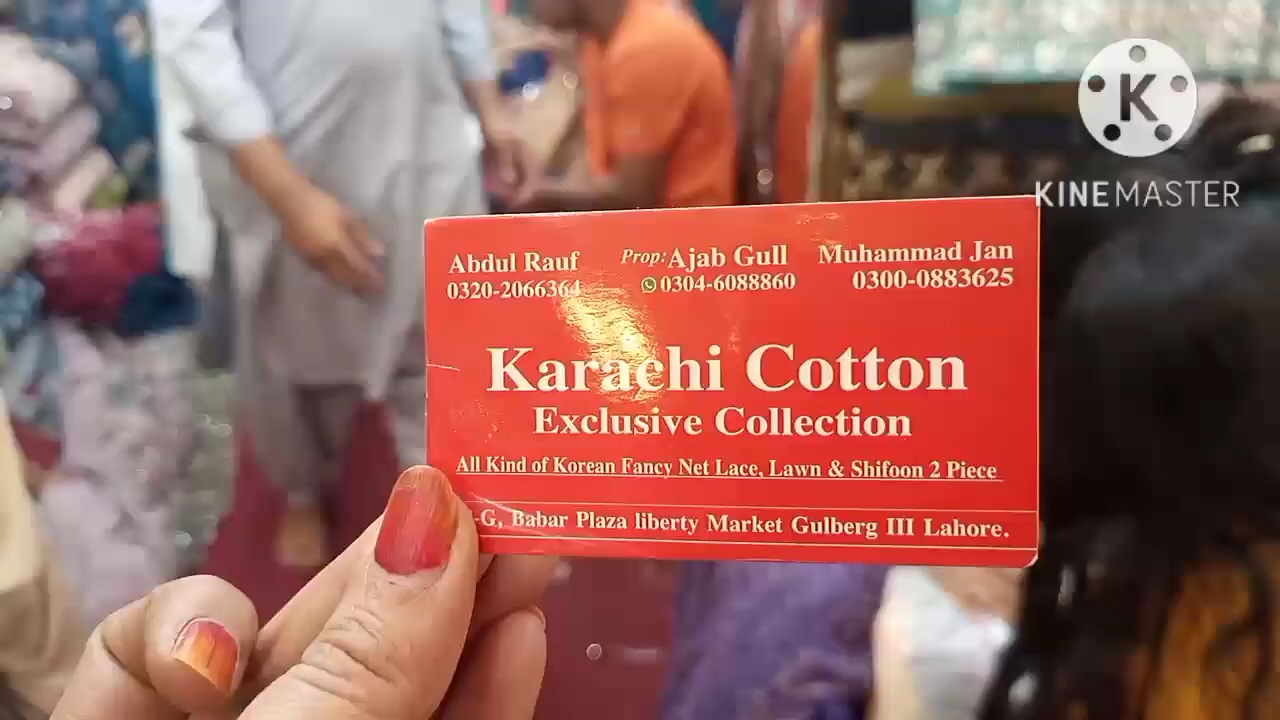 Abdul Rauf Prop: Ajab Gull Muhammad Jan
0320-2066364 0304-6088860 0300-0883625
Karachi Cotton
Exclusive Collection
All Kind of Korean Fancy Net Lace, Lawn & Shifoon 2 Piece
-G, Babar Plaza liberty Market Gulberg III Lahore.
K
KINEMASTER